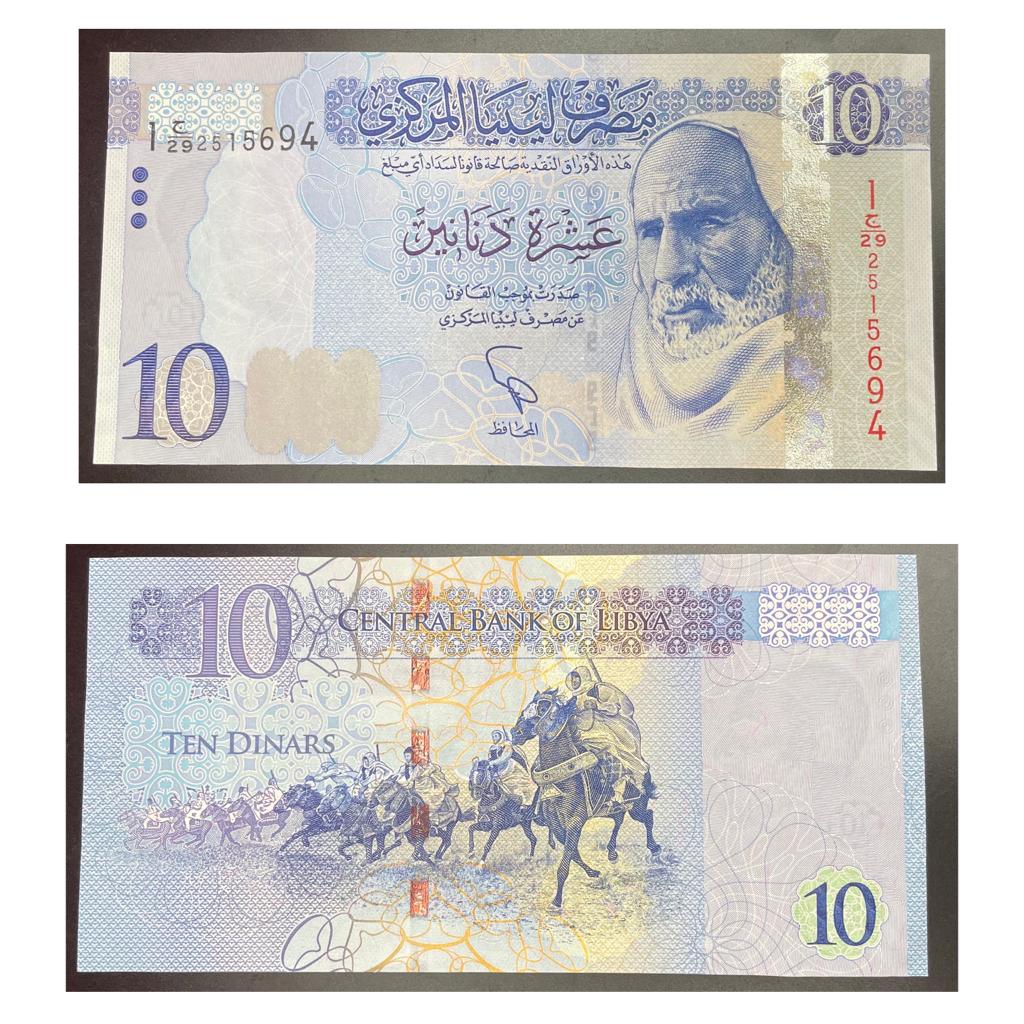 مصرف ليبيا المركزي
10
1 ج/29 2515694
هذه الأوراق النقدية صالحة قانونا لسداد أي مبلغ
عشرة دنانير
صدرت بموجب القانون
عن مصرف ليبيا المركزي
10
المحافظ
1 ج/29 2515694
10
CENTRAL BANK OF LIBYA
TEN DINARS
10